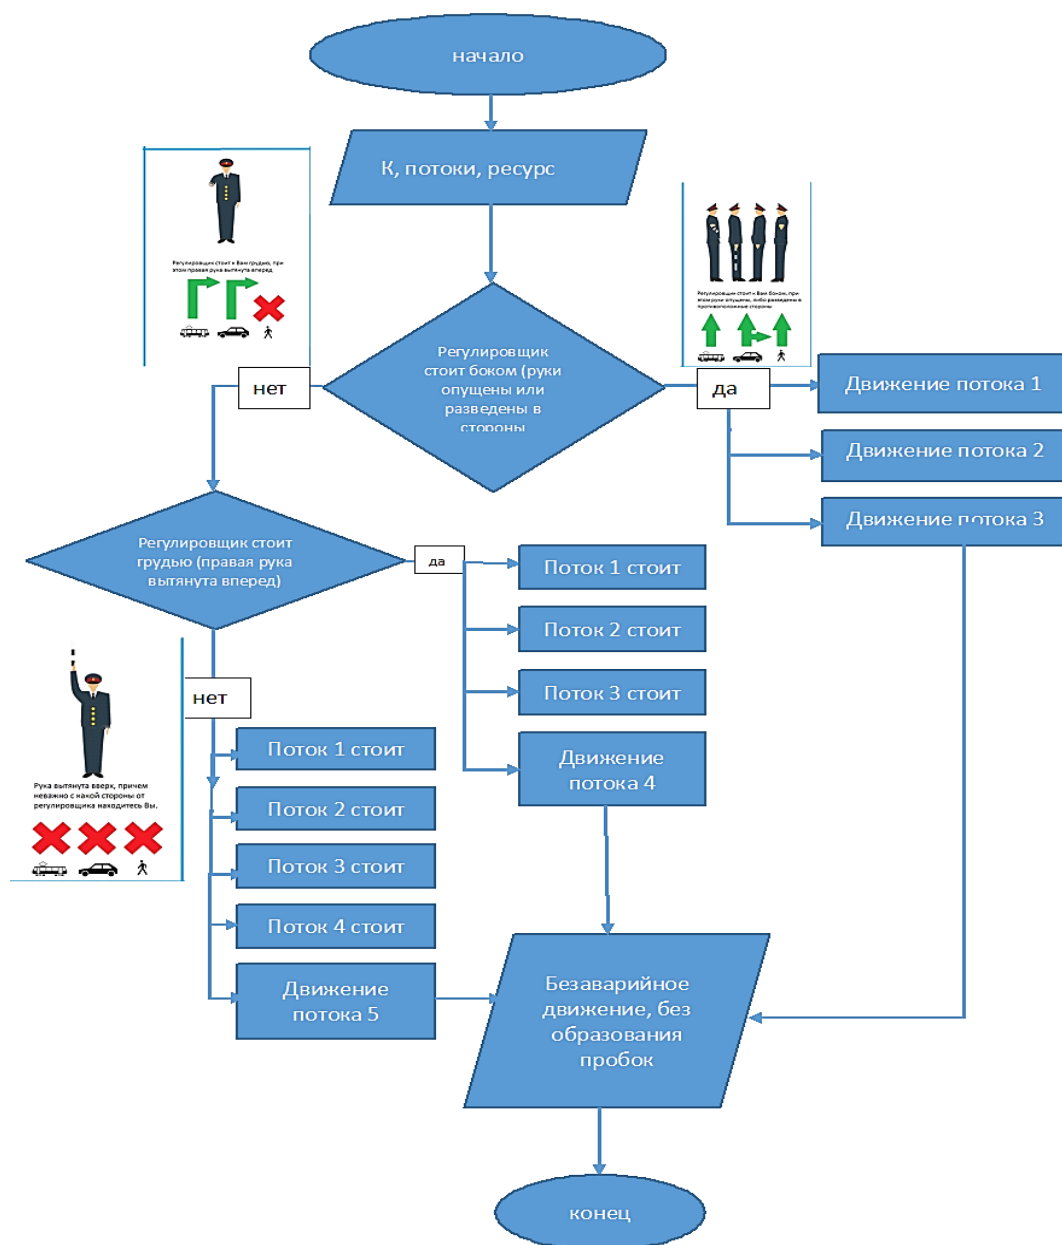 начало
К, потоки, ресурс
Регулировщик стоит к Вам грудью, при
этом правая рука вытянута вперед
Регулировщик стоит к Вам боком, при
этом руки опущены, либо разведены в
противоположные стороны
Регулировщик
стоит боком (руки
опущены или
разведены в
стороны
нет
да
Движение потока 1
Движение потока 2
Движение потока 3
Регулировщик стоит
грудью (правая рука
вытянута вперед)
да
Поток 1 стоит
Поток 2 стоит
Поток 3 стоит
Движение
потока 4
нет
Рука вытянута вверх, причем
неважно с какой стороны от
регулировщика находитесь Вы.
Поток 1 стоит
Поток 2 стоит
Поток 3 стоит
Поток 4 стоит
Движение
потока 5
Безаварийное
движение, без
образования
пробок
конец